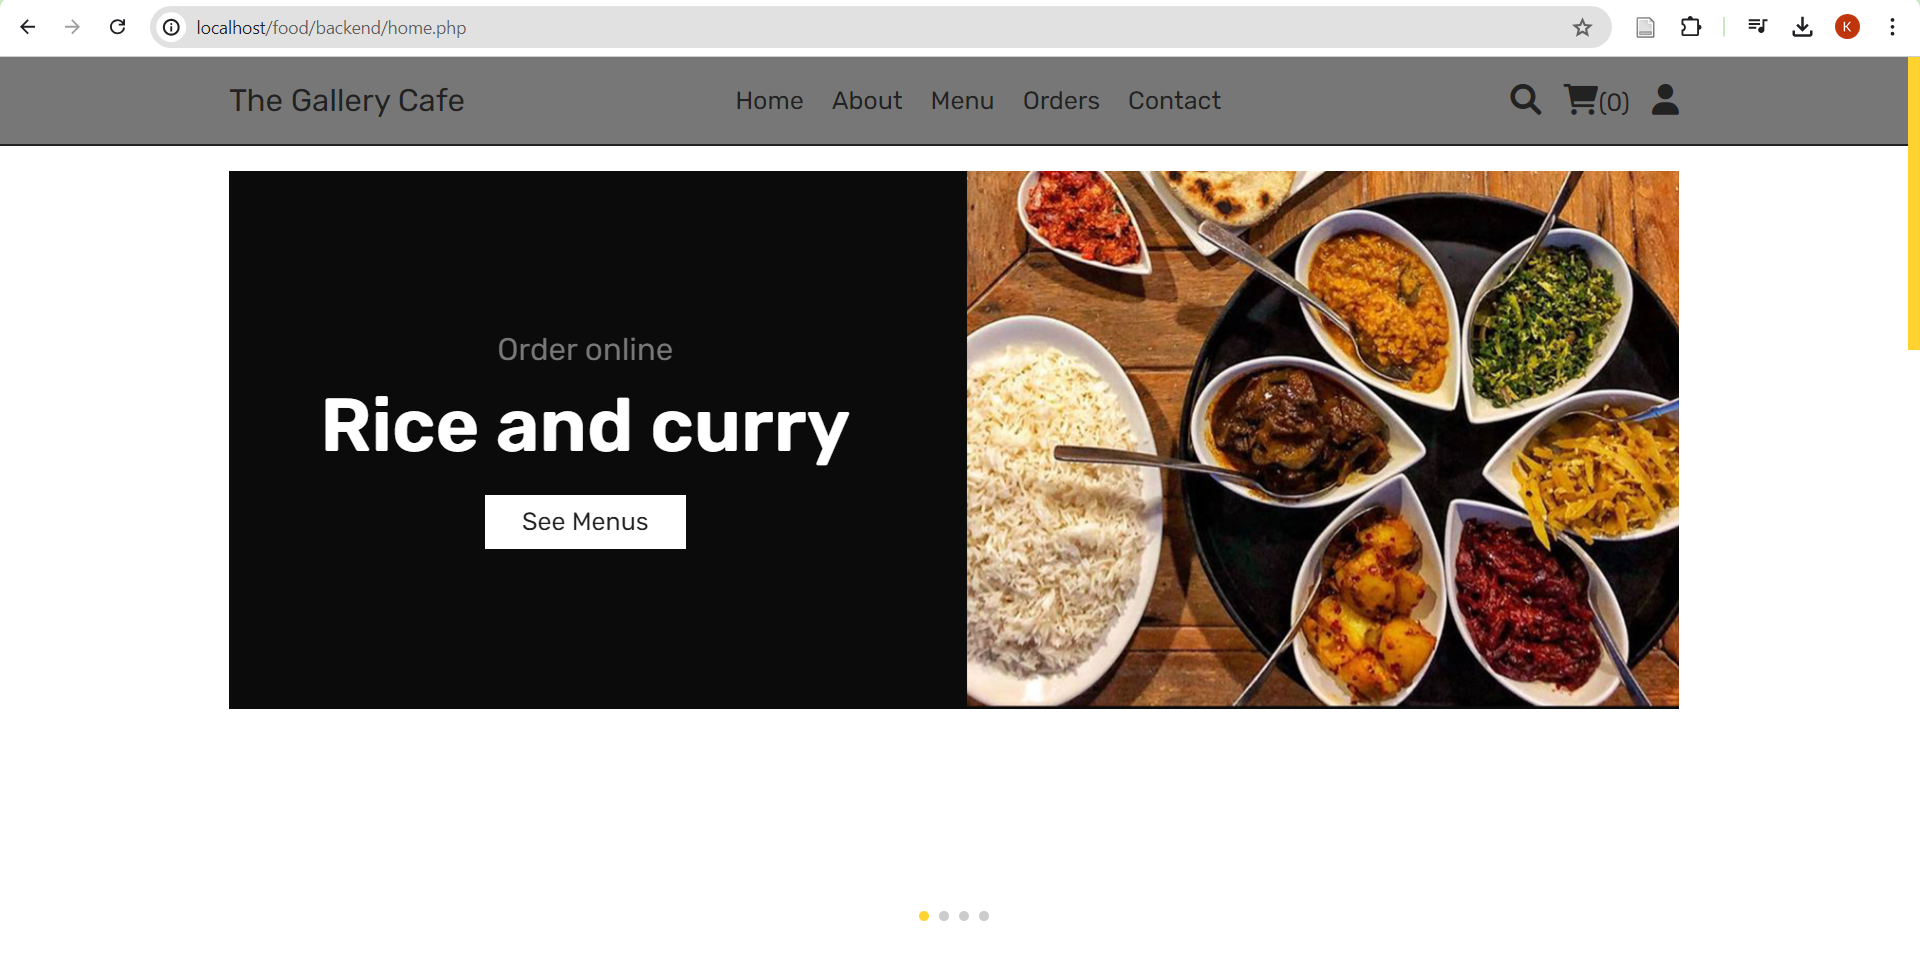 localhost/food/backend/home.php
K
The Gallery Cafe
Home About Menu Orders Contact
(0)
Order online
Rice and curry
See Menus